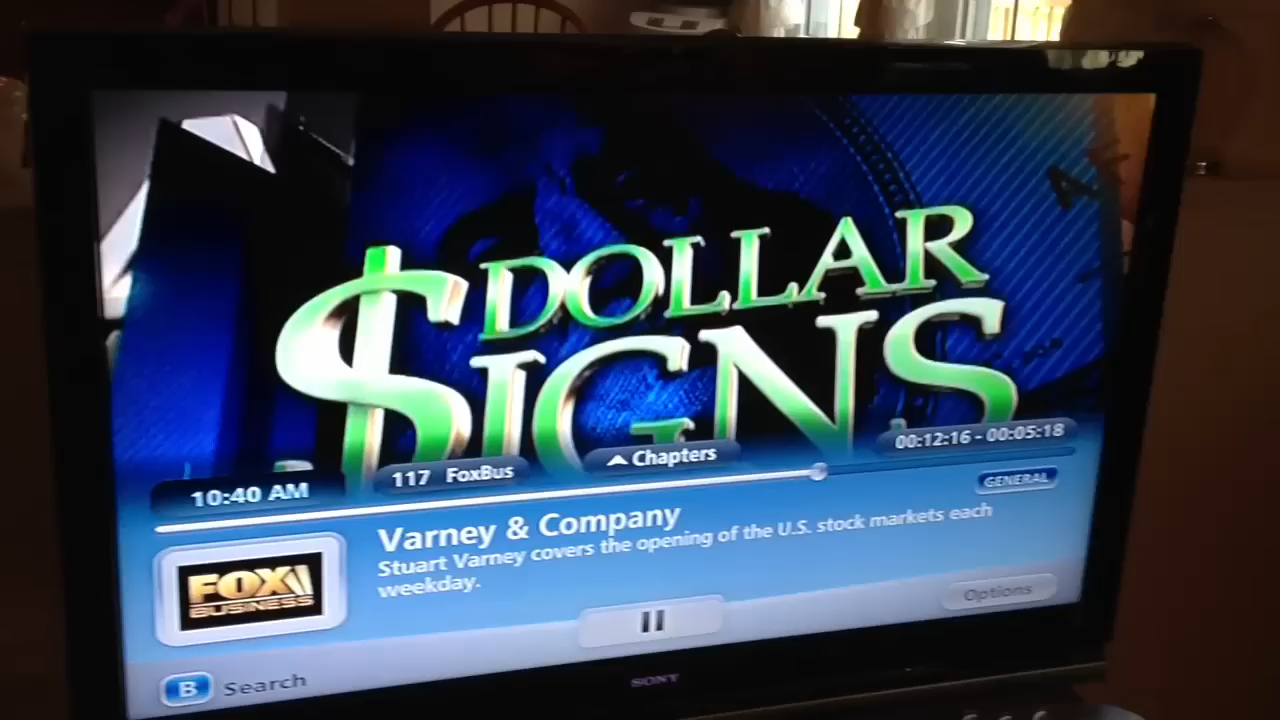 DOLLAR
$IGNS
00:12:16 - 00:05:18
Chapters
117 FoxBus
10:40 AM
GENERAL
Varney & Company
Stuart Varney covers the opening of the U.S. stock markets each
weekday.
FOX
BUSINESS
Options
B Search
SONY